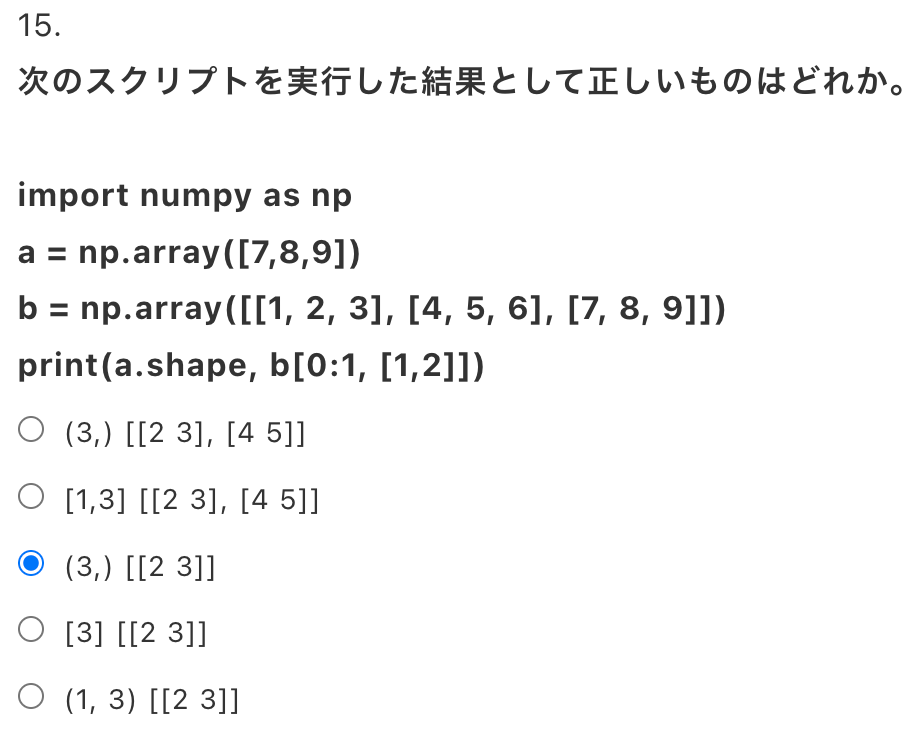 15.
次のスクリプトを実行した結果として正しいものはどれか。
import numpy as np
a = np.array([7,8,9])
b = np.array([[1, 2, 3], [4, 5, 6], [7, 8, 9]])
print(a.shape, b[0:1, [1,2]])
(3,) [[2 3], [4 5]]
[1,3] [[2 3], [4 5]]
(3,) [[2 3]]
[3] [[2 3]]
(1, 3) [[2 3]]